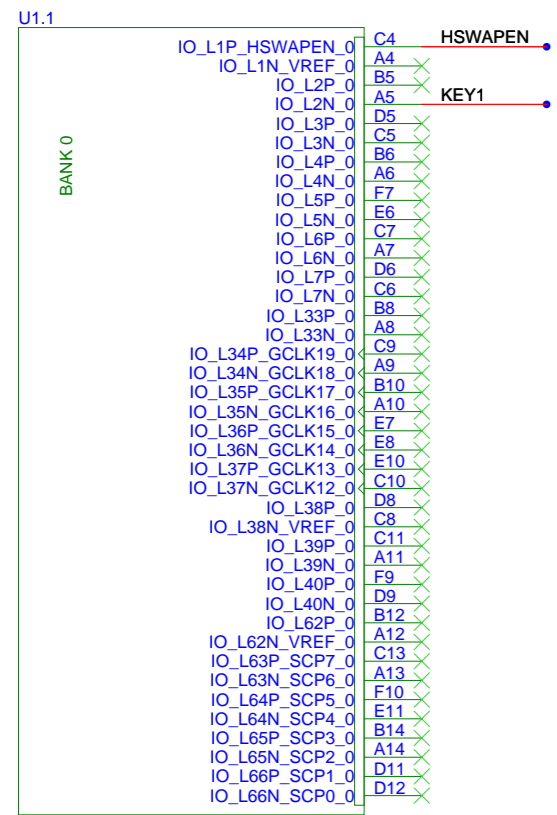 U1.1
BANK 0
IO_L1P_HSWAPEN_0 C4 HSWAPEN
IO_L1N_VREF_0 A4
IO_L2P_0 B5
IO_L2N_0 A5 KEY1
IO_L3P_0 D5
IO_L3N_0 C5
IO_L4P_0 B6
IO_L4N_0 A6
IO_L5P_0 F7
IO_L5N_0 E6
IO_L6P_0 C7
IO_L6N_0 A7
IO_L7P_0 D6
IO_L7N_0 C6
IO_L33P_0 B8
IO_L33N_0 A8
IO_L34P_GCLK19_0 C9
IO_L34N_GCLK18_0 A9
IO_L35P_GCLK17_0 B10
IO_L35N_GCLK16_0 A10
IO_L36P_GCLK15_0 E7
IO_L36N_GCLK14_0 E8
IO_L37P_GCLK13_0 E10
IO_L37N_GCLK12_0 C10
IO_L38P_0 D8
IO_L38N_VREF_0 C8
IO_L39P_0 C11
IO_L39N_0 A11
IO_L40P_0 F9
IO_L40N_0 D9
IO_L62P_0 B12
IO_L62N_VREF_0 A12
IO_L63P_SCP7_0 C13
IO_L63N_SCP6_0 A13
IO_L64P_SCP5_0 F10
IO_L64N_SCP4_0 E11
IO_L65P_SCP3_0 B14
IO_L65N_SCP2_0 A14
IO_L66P_SCP1_0 D11
IO_L66N_SCP0_0 D12